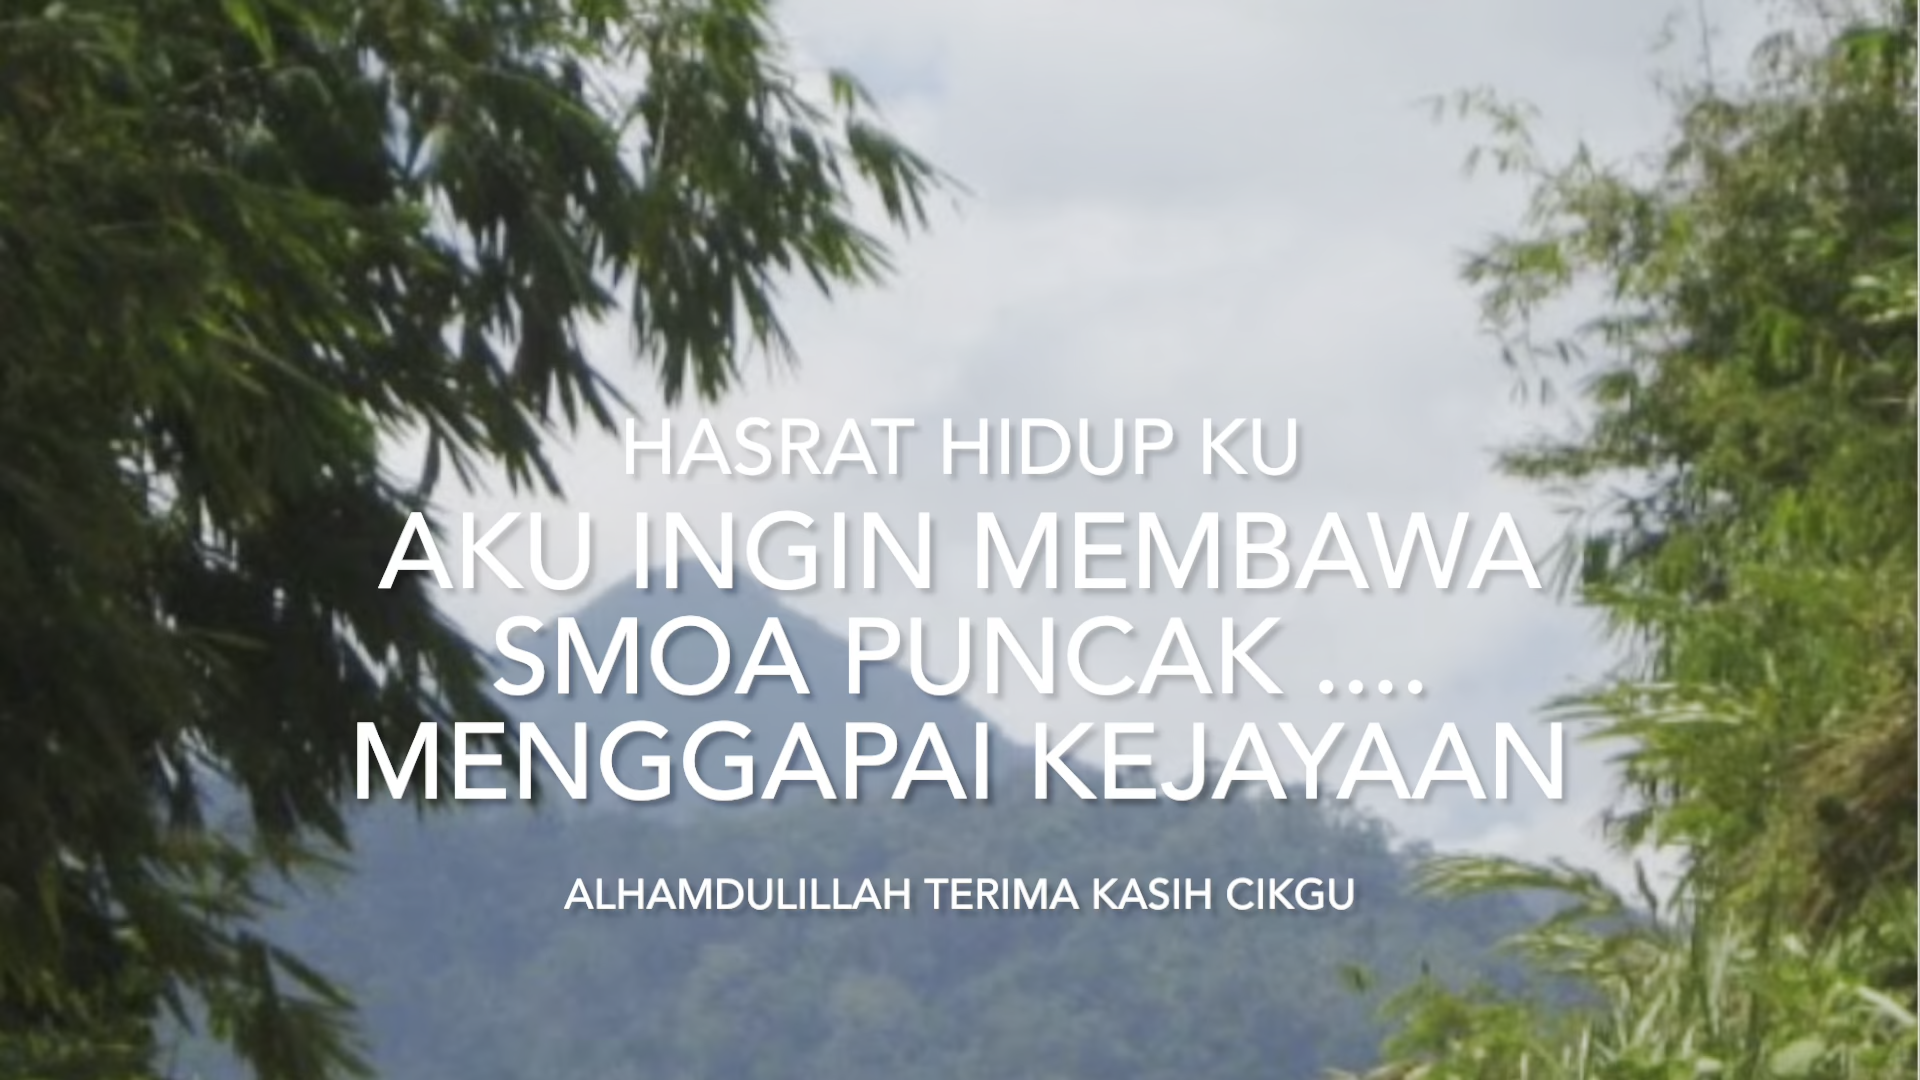 HASRAT HIDUP KU
AKU INGIN MEMBAWA
SMOA PUNCAK ....
MENGGAPAI KEJAYAAN
ALHAMDULILLAH TERIMA KASIH CIKGU